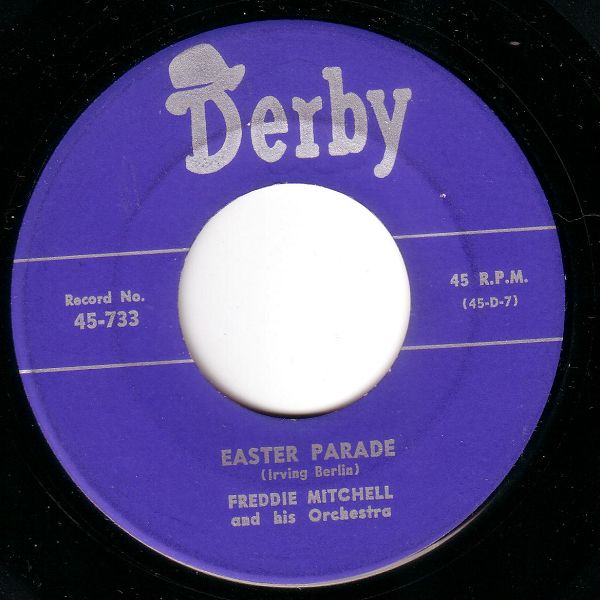 Derby
Record No.
45-733
45 R.P.M.
(45-D-7)
EASTER PARADE
(Irving Berlin)
FREDDIE MITCHELL
and his Orchestra